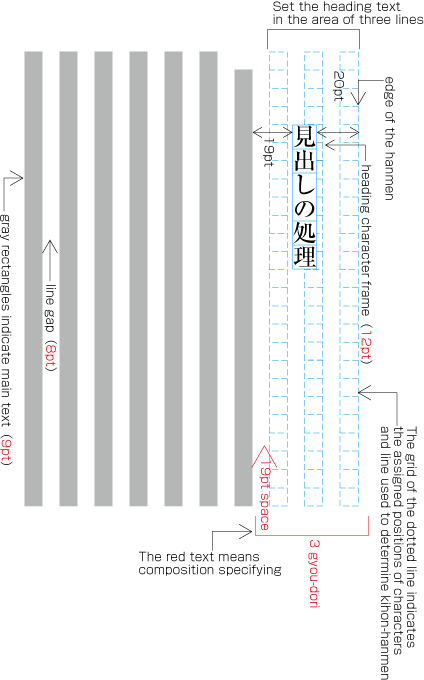 Set the heading text
in the area of three lines
edge of the hanmen
20pt
19pt
見出しの処理
heading character frame (12pt)
The grid of the dotted line indicates
the assigned positions of characters
and line used to determine kihon-hanmen
19pt space
3 gyou-dori
The red text means
composition specifying
line gap (8pt)
gray rectangles indicate main text (9pt)